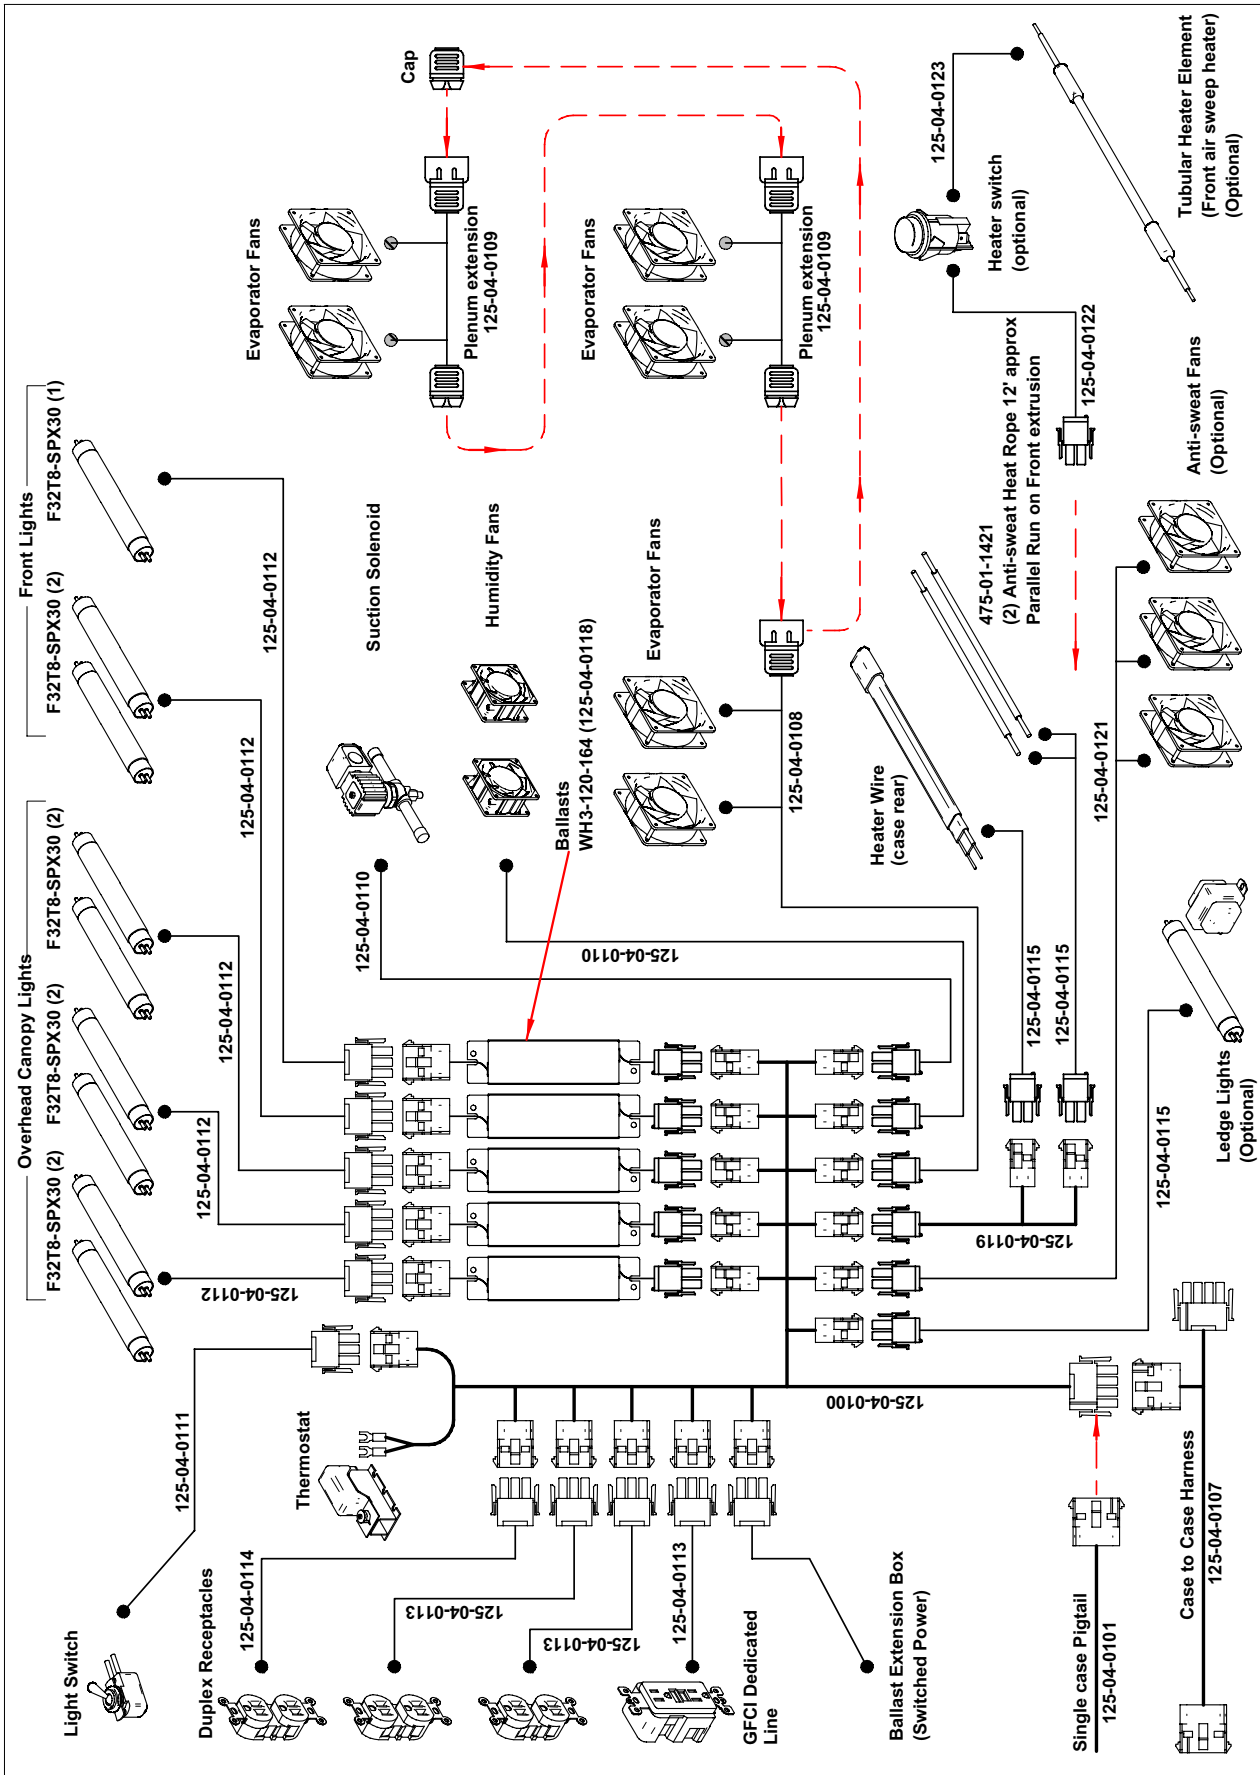 Light Switch
125-04-0111
Duplex Receptacles
125-04-0114
125-04-0113
125-04-0113
GFCI Dedicated
Line
125-04-0113
Ballast Extension Box
(Switched Power)
Thermostat
Single case Pigtail
125-04-0101
Case to Case Harness
125-04-0107
125-04-0100
Overhead Canopy Lights
F32T8-SPX30 (2)
F32T8-SPX30 (2)
F32T8-SPX30 (2)
125-04-0112
125-04-0112
125-04-0112
Front Lights
F32T8-SPX30 (2)
F32T8-SPX30 (1)
125-04-0112
125-04-0112
Suction Solenoid
125-04-0110
Humidity Fans
125-04-0110
Ballasts
WH3-120-164 (125-04-0118)
Evaporator Fans
125-04-0108
Heater Wire
(case rear)
125-04-0115
125-04-0115
125-04-0119
475-01-1421
(2) Anti-sweat Heat Rope 12' approx
Parallel Run on Front extrusion
125-04-0121
Anti-sweat Fans
(Optional)
Ledge Lights
(Optional)
125-04-0115
Cap
Evaporator Fans
Plenum extension
125-04-0109
Evaporator Fans
Plenum extension
125-04-0109
125-04-0123
Heater switch
(optional)
125-04-0122
Tubular Heater Element
(Front air sweep heater)
(Optional)